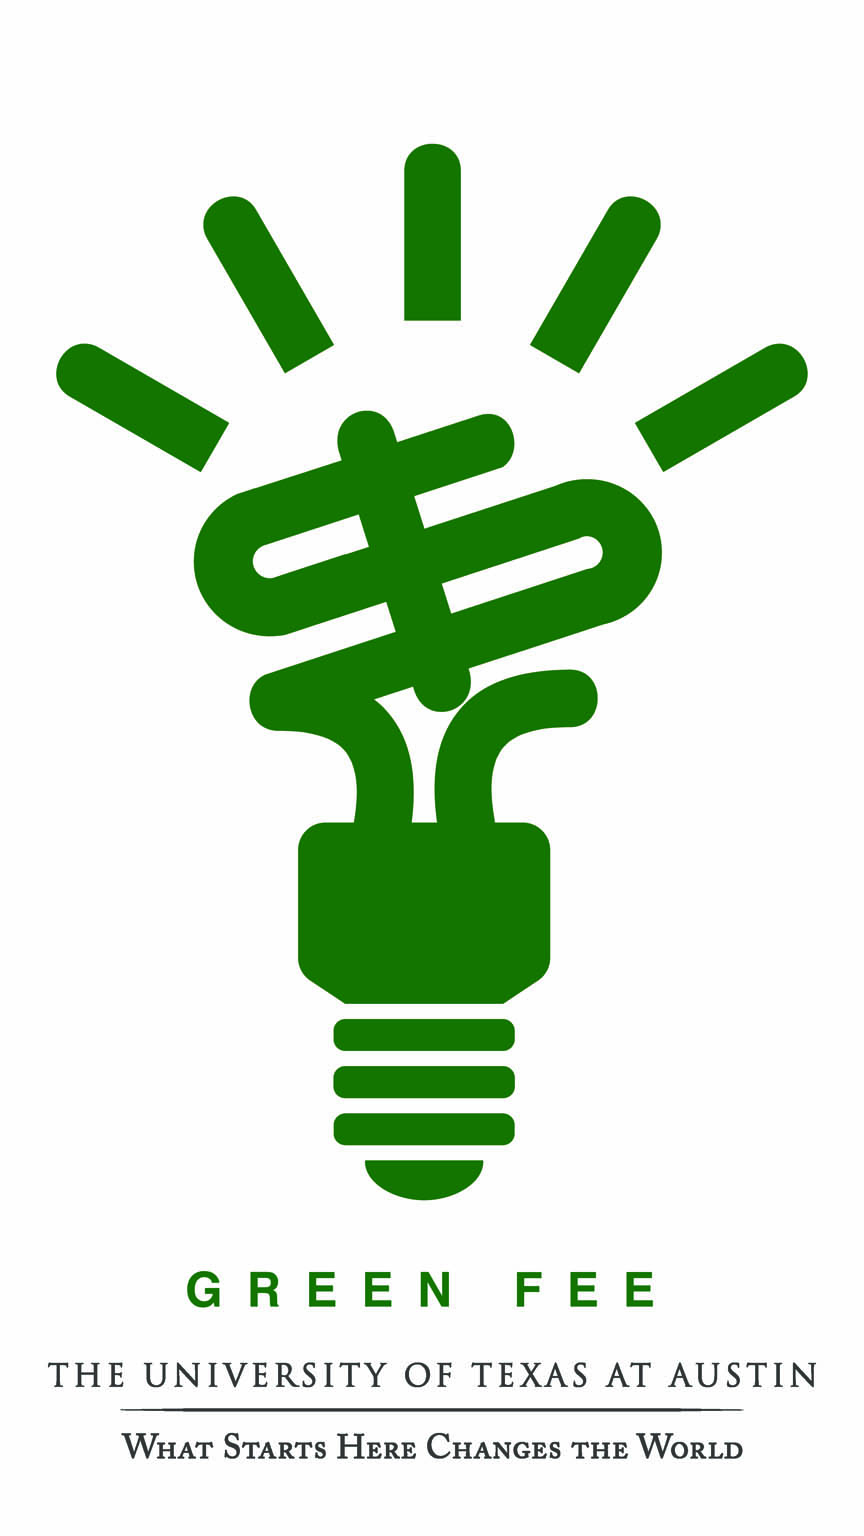 GREEN FEE
THE UNIVERSITY OF TEXAS AT AUSTIN
What Starts Here Changes the World